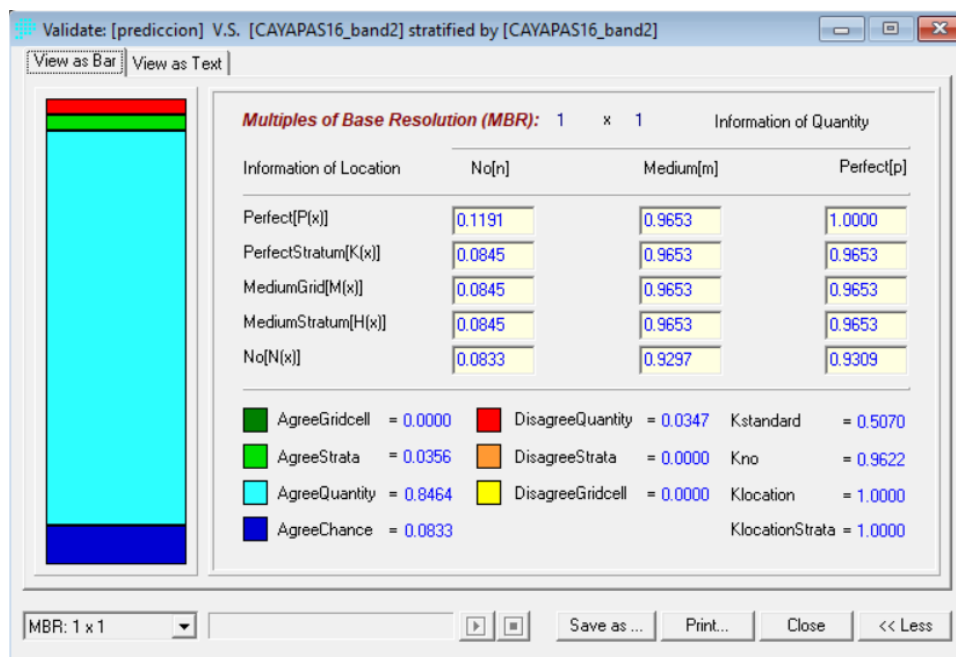 Validate: [prediccion] V.S. [CAYAPAS16_band2] stratified by [CAYAPAS16_band2]
View as Bar View as Text
Multiples of Base Resolution (MBR): 1 x 1 Information of Quantity
Information of Location No[n] Medium[m] Perfect[p]
Perfect[P(x)] 0.1191 0.9653 1.0000
PerfectStratum[K(x)] 0.0845 0.9653 0.9653
MediumGrid[M(x)] 0.0845 0.9653 0.9653
MediumStratum[H(x)] 0.0845 0.9653 0.9653
No[N(x)] 0.0833 0.9297 0.9309
AgreeGridcell = 0.0000 DisagreeQuantity = 0.0347 Kstandard = 0.5070
AgreeStrata = 0.0356 DisagreeStrata = 0.0000 Kno = 0.9622
AgreeQuantity = 0.8464 DisagreeGridcell = 0.0000 Klocation = 1.0000
AgreeChance = 0.0833 KlocationStrata = 1.0000
MBR: 1 x 1 Save as ... Print... Close << Less